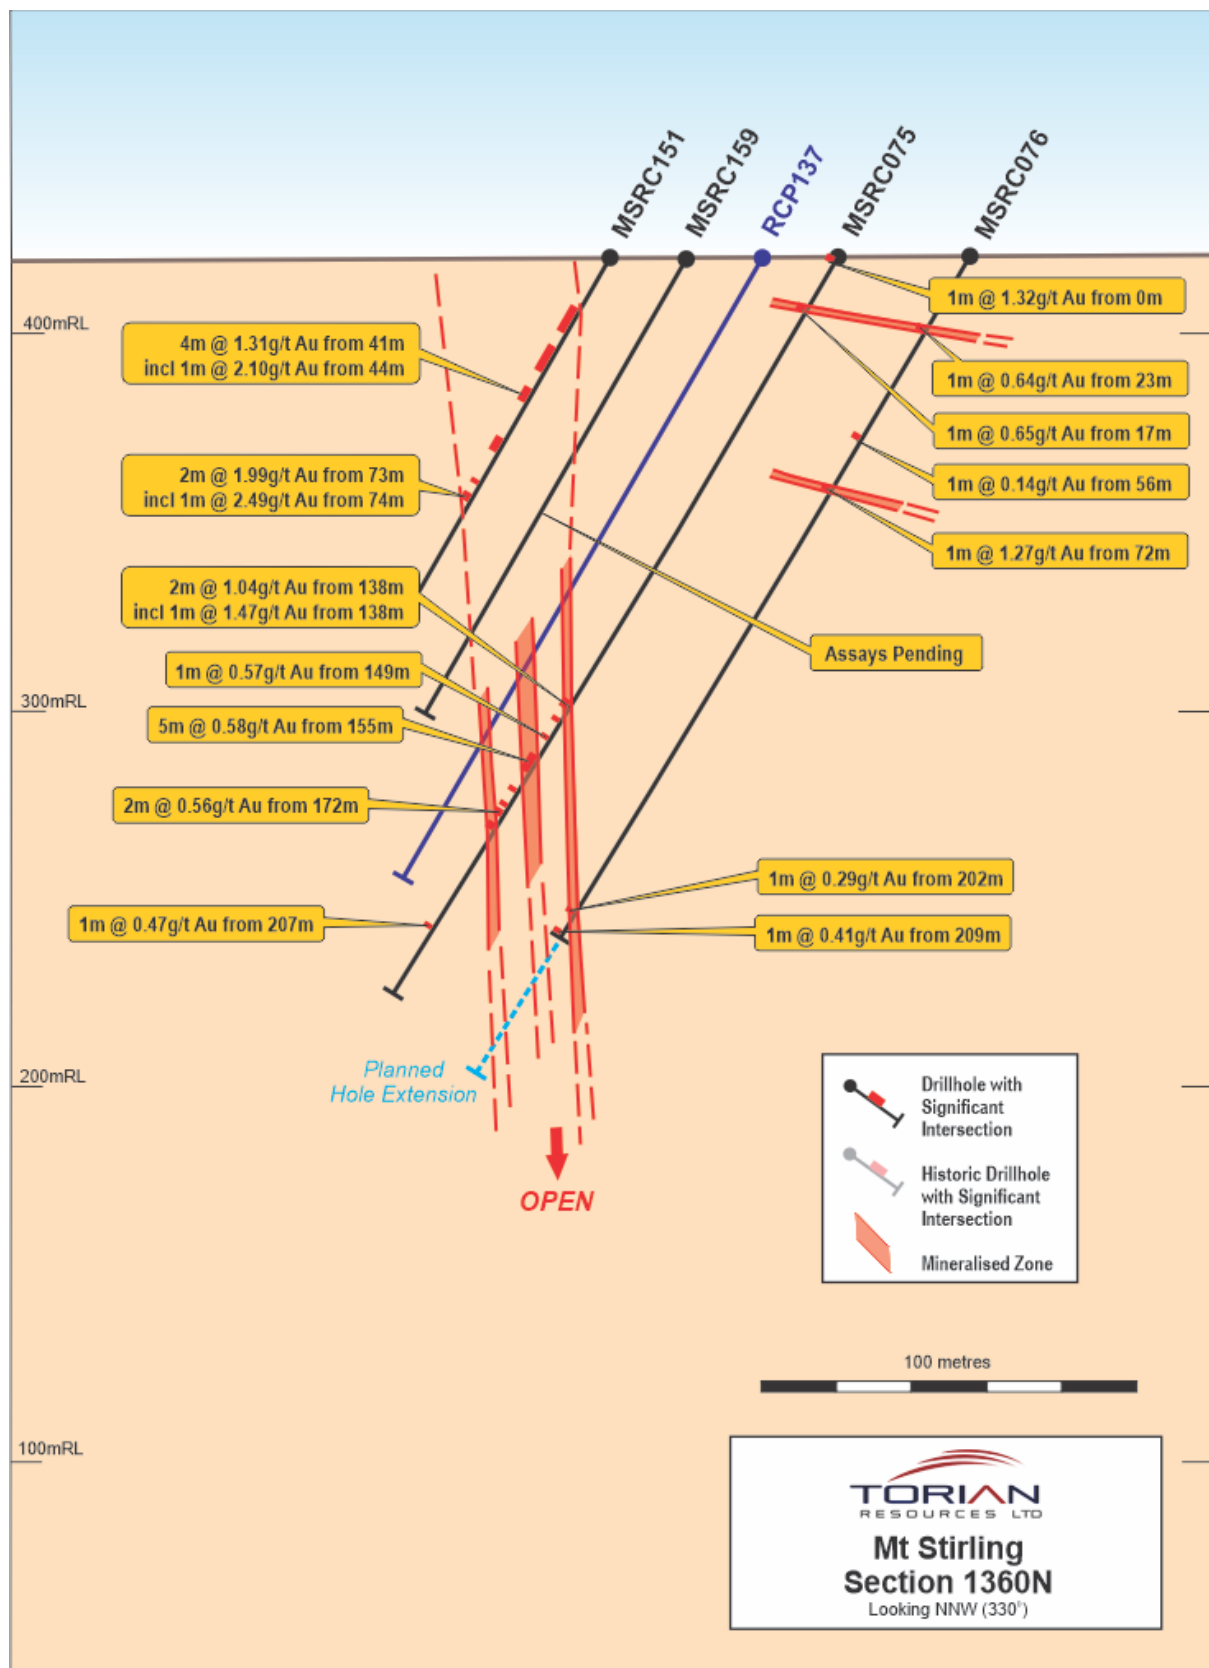 MSRC151
MSRC159
RCP137
MSRC075
MSRC076
1m @ 1.32g/t Au from 0m
400mRL
4m @ 1.31g/t Au from 41m
incl 1m @ 2.10g/t Au from 44m
1m @ 0.64g/t Au from 23m
1m @ 0.65g/t Au from 17m
2m @ 1.99g/t Au from 73m
incl 1m @ 2.49g/t Au from 74m
1m @ 0.14g/t Au from 56m
1m @ 1.27g/t Au from 72m
2m @ 1.04g/t Au from 138m
incl 1m @ 1.47g/t Au from 138m
Assays Pending
1m @ 0.57g/t Au from 149m
300mRL
5m @ 0.58g/t Au from 155m
2m @ 0.56g/t Au from 172m
1m @ 0.29g/t Au from 202m
1m @ 0.47g/t Au from 207m
1m @ 0.41g/t Au from 209m
Planned
Hole Extension
200mRL
OPEN
Drillhole with
Significant
Intersection
Historic Drillhole
with Significant
Intersection
Mineralised Zone
100 metres
100mRL
TORIAN
RESOURCES LTD
Mt Stirling
Section 1360N
Looking NNW (330°)